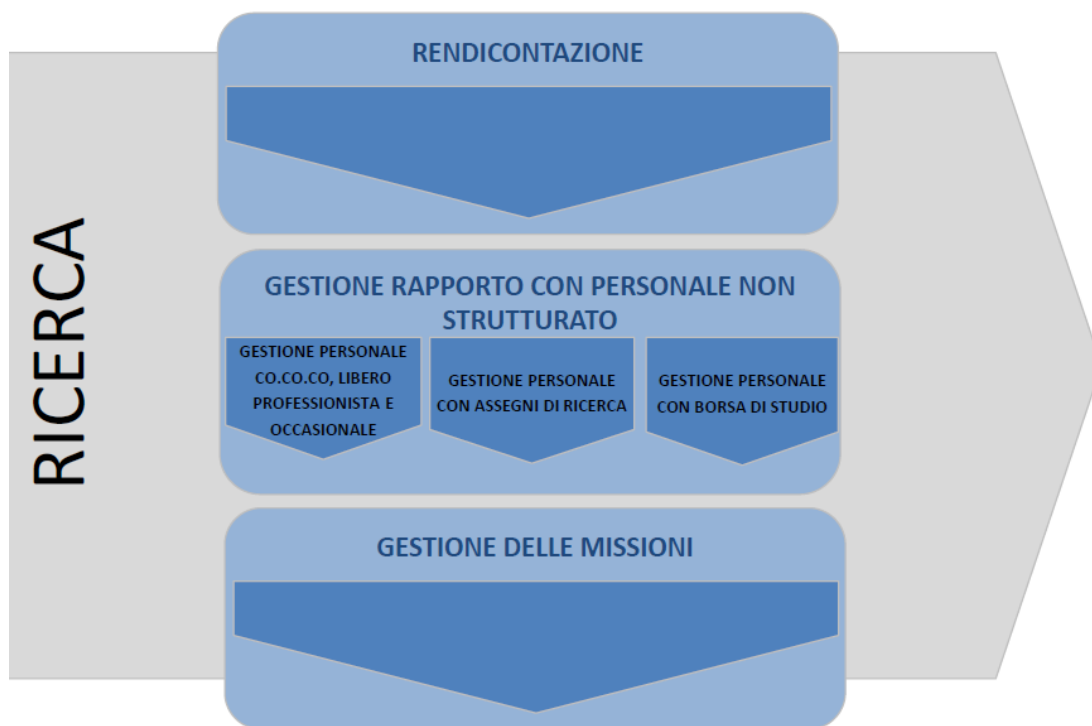 RICERCA
RENDICONTAZIONE
GESTIONE RAPPORTO CON PERSONALE NON
STRUTTURATO
GESTIONE PERSONALE
CO.CO.CO, LIBERO
PROFESSIONISTA E
OCCASIONALE
GESTIONE PERSONALE
CON ASSEGNI DI RICERCA
GESTIONE PERSONALE
CON BORSA DI STUDIO
GESTIONE DELLE MISSIONI